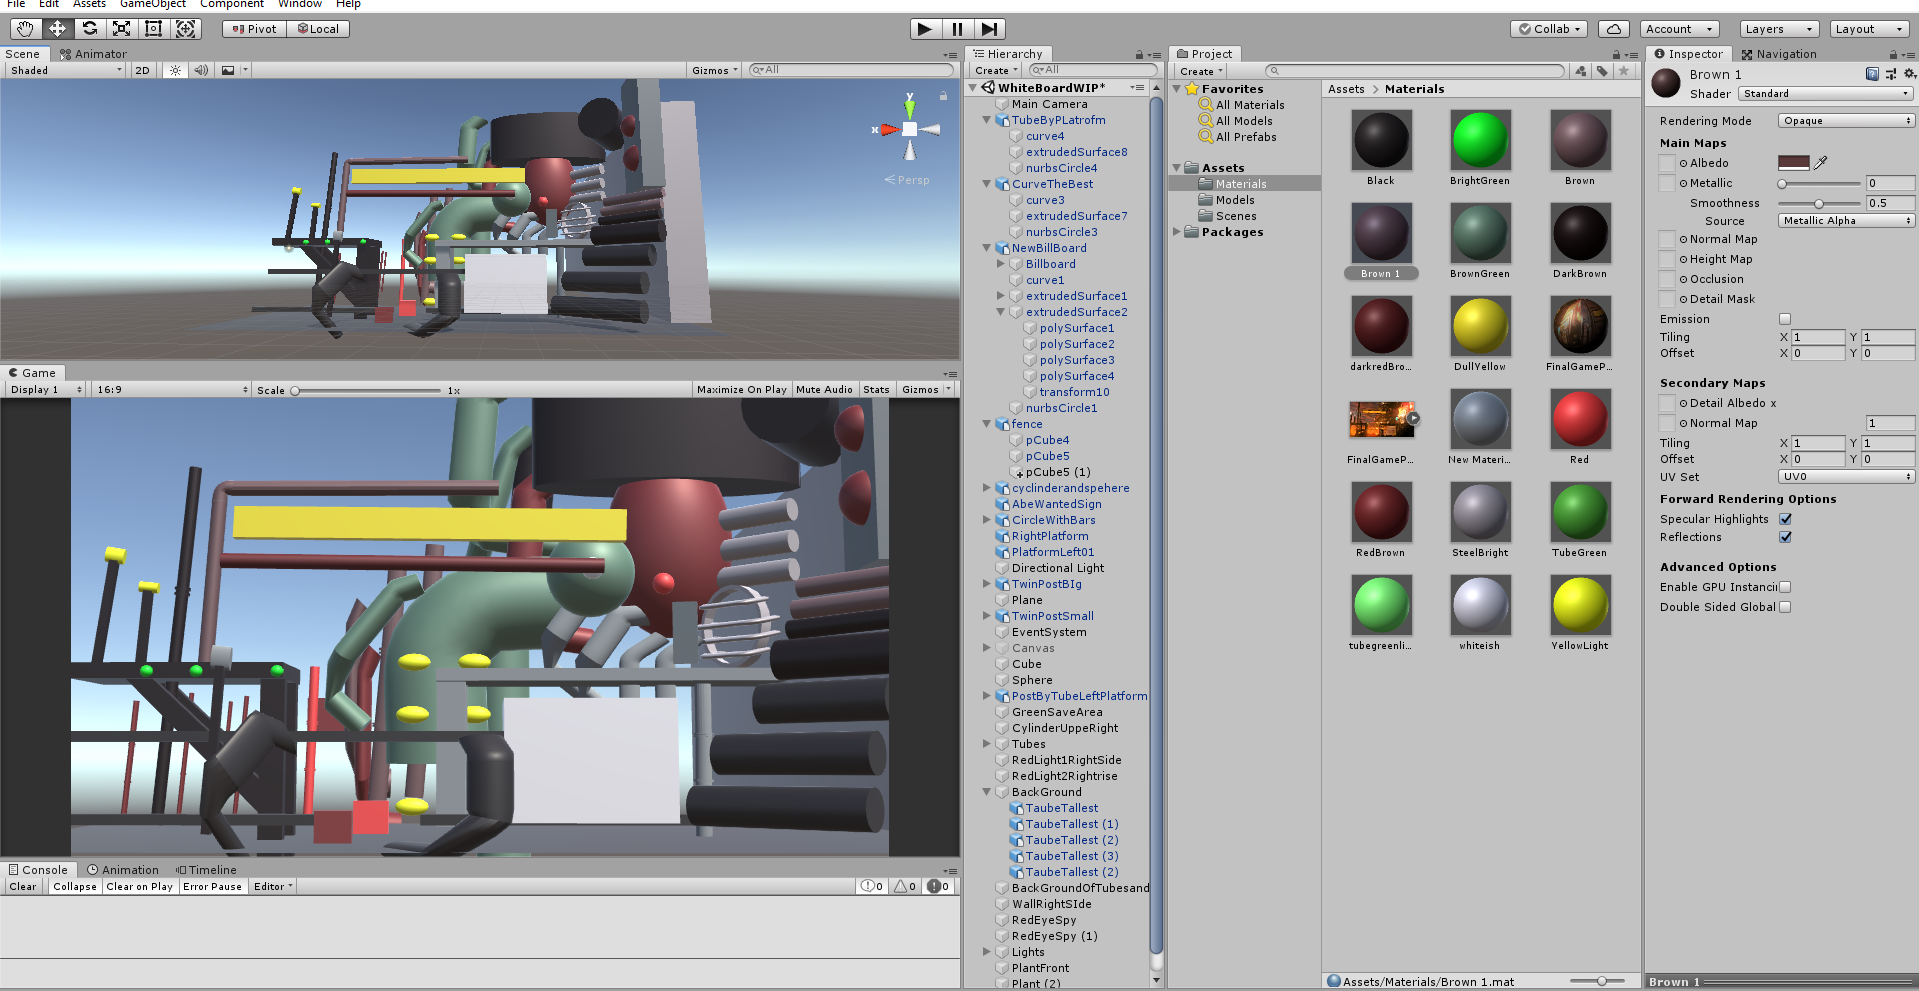 File Edit Assets GameObject Component Window Help
Pivot Local Collab Account Layers Layout
Scene Animator
Shaded 2D Gizmos All
y
x
Persp
Game
Display 1 16:9 Scale 1x Maximize On Play Mute Audio Stats Gizmos
Console Animation Timeline
Clear Collapse Clear on Play Error Pause Editor 0 0 0
Hierarchy
Create All
WhiteBoardWIP*
Main Camera
TubeByPLatrofm
curve4
extrudedSurface8
nurbsCircle4
CurveTheBest
curve3
extrudedSurface7
nurbsCircle3
NewBillBoard
Billboard
curve1
extrudedSurface1
extrudedSurface2
polySurface1
polySurface2
polySurface3
polySurface4
transform10
nurbsCircle1
fence
pCube4
pCube5
pCube5 (1)
cyclinderandspehere
AbeWantedSign
CircleWithBars
RightPlatform
PlatformLeft01
Directional Light
TwinPostBIg
Plane
TwinPostSmall
EventSystem
Canvas
Cube
Sphere
PostByTubeLeftPlatform
GreenSaveArea
CylinderUppeRight
Tubes
RedLight1RightSide
RedLight2Rightrise
BackGround
TaubeTallest
TaubeTallest (1)
TaubeTallest (2)
TaubeTallest (3)
TaubeTallest (2)
BackGroundOfTubesand
WallRightSIde
RedEyeSpy
RedEyeSpy (1)
Lights
PlantFront
Plant (2)
Project
Create
Favorites
All Materials
All Models
All Prefabs
Assets
Materials
Models
Scenes
Packages
Assets > Materials
Black BrightGreen Brown
Brown 1 BrownGreen DarkBrown
darkredBro... DullYellow FinalGameP...
FinalGameP... New Materi... Red
RedBrown SteelBright TubeGreen
tubegreenli... whiteish YellowLight
Assets/Materials/Brown 1.mat
Inspector Navigation
Brown 1
Shader Standard
Rendering Mode Opaque
Main Maps
Albedo
Metallic 0
Smoothness 0.5
Source Metallic Alpha
Normal Map
Height Map
Occlusion
Detail Mask
Emission
Tiling X 1 Y 1
Offset X 0 Y 0
Secondary Maps
Detail Albedo x
Normal Map 1
Tiling X 1 Y 1
Offset X 0 Y 0
UV Set UV0
Forward Rendering Options
Specular Highlights
Reflections
Advanced Options
Enable GPU Instanci
Double Sided Global
Brown 1